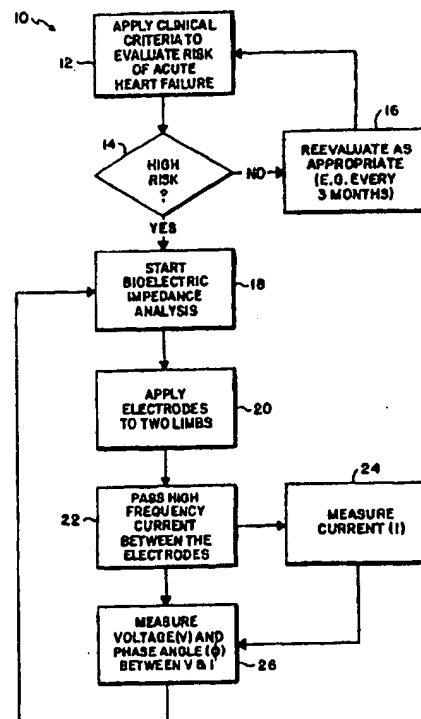 10
APPLY CLINICAL
CRITERIA TO
EVALUATE RISK
OF ACUTE
HEART FAILURE
12
14
HIGH
RISK
?
NO
YES
16
REEVALUATE AS
APPROPRIATE
(E.G. EVERY
3 MONTHS)
START
BIOELECTRIC
IMPEDANCE
ANALYSIS
18
APPLY
ELECTRODES
TO TWO LIMBS
20
22
PASS HIGH
FREQUENCY
CURRENT
BETWEEN THE
ELECTRODES
24
MEASURE
CURRENT (I)
MEASURE
VOLTAGE(V) AND
PHASE ANGLE(ϕ)
BETWEEN V & I
26